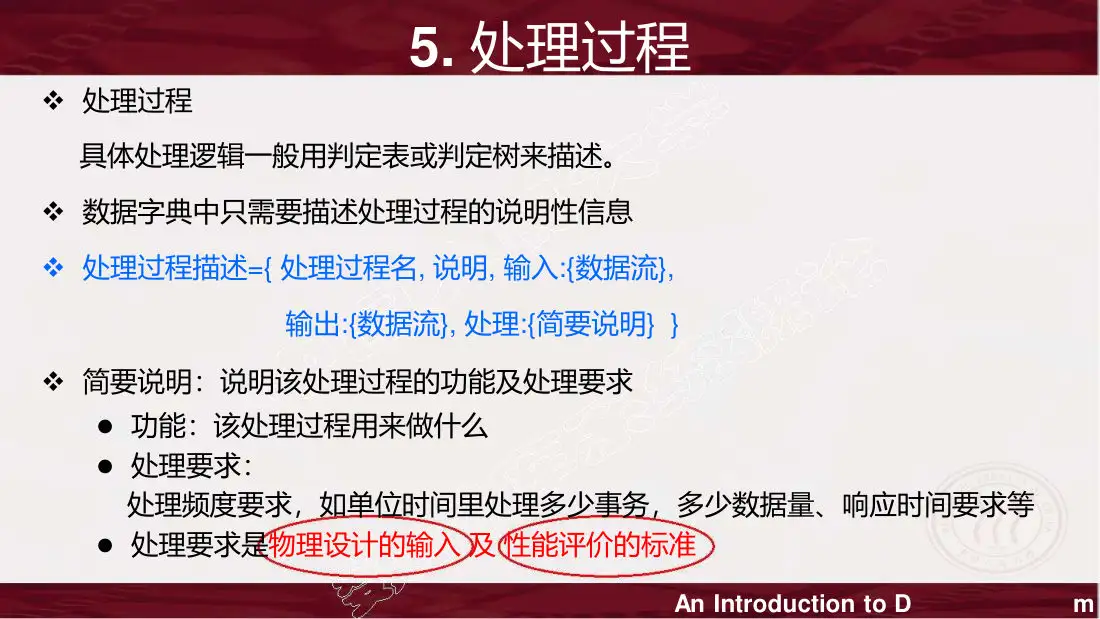 5. 处理过程
❖ 处理过程
具体处理逻辑一般用判定表或判定树来描述。
❖ 数据字典中只需要描述处理过程的说明性信息
❖ 处理过程描述={ 处理过程名, 说明, 输入:{数据流},
输出:{数据流}, 处理:{简要说明} }
❖ 简要说明：说明该处理过程的功能及处理要求
● 功能：该处理过程用来做什么
● 处理要求：
处理频度要求，如单位时间里处理多少事务，多少数据量、响应时间要求等
● 处理要求是物理设计的输入 及 性能评价的标准
An Introduction to D m